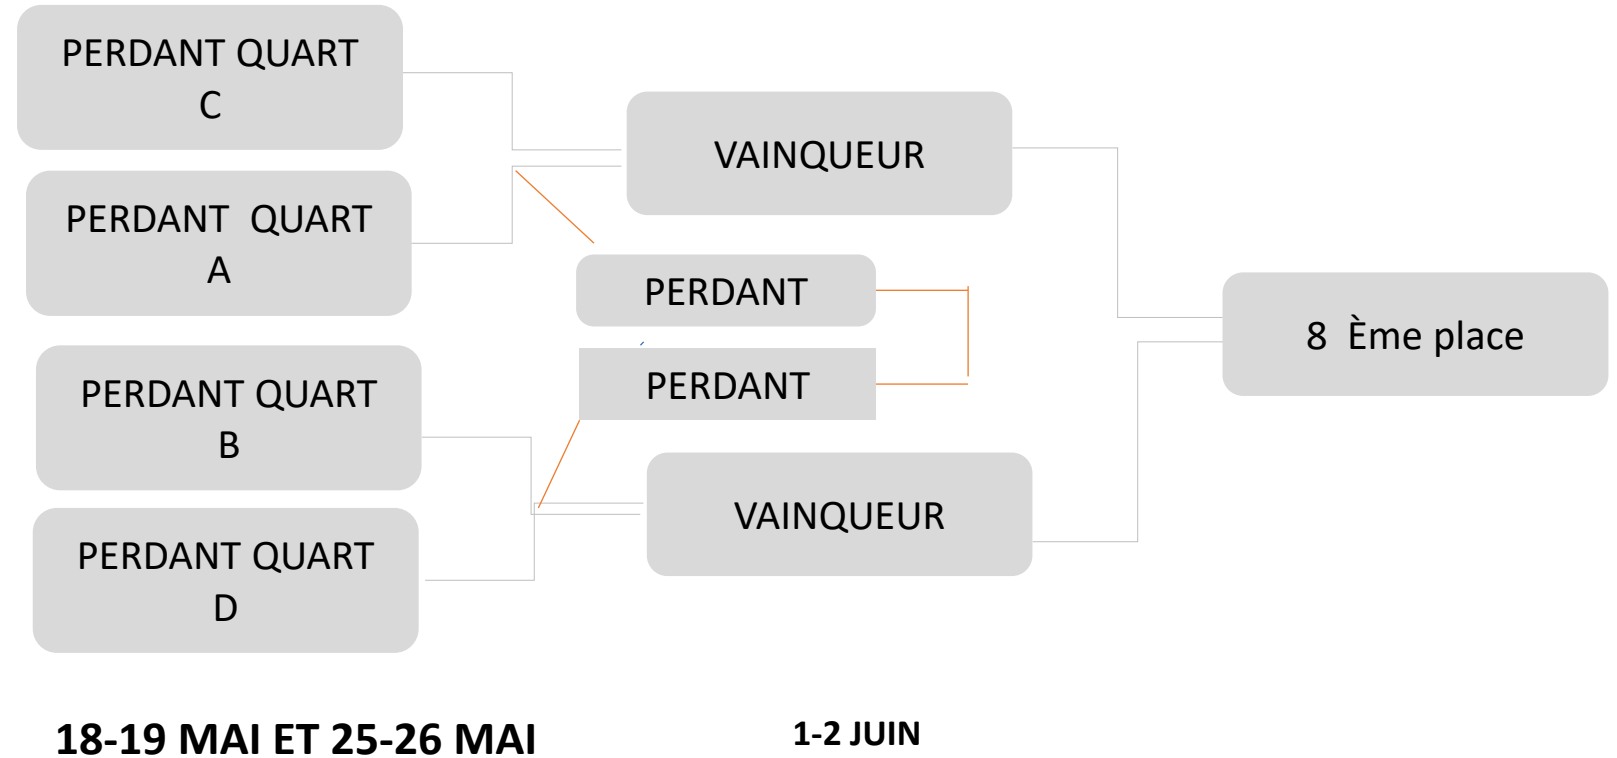 PERDANT QUART
C
PERDANT QUART
A
PERDANT QUART
B
PERDANT QUART
D
VAINQUEUR
PERDANT
PERDANT
VAINQUEUR
8 Ème place
18-19 MAI ET 25-26 MAI
1-2 JUIN